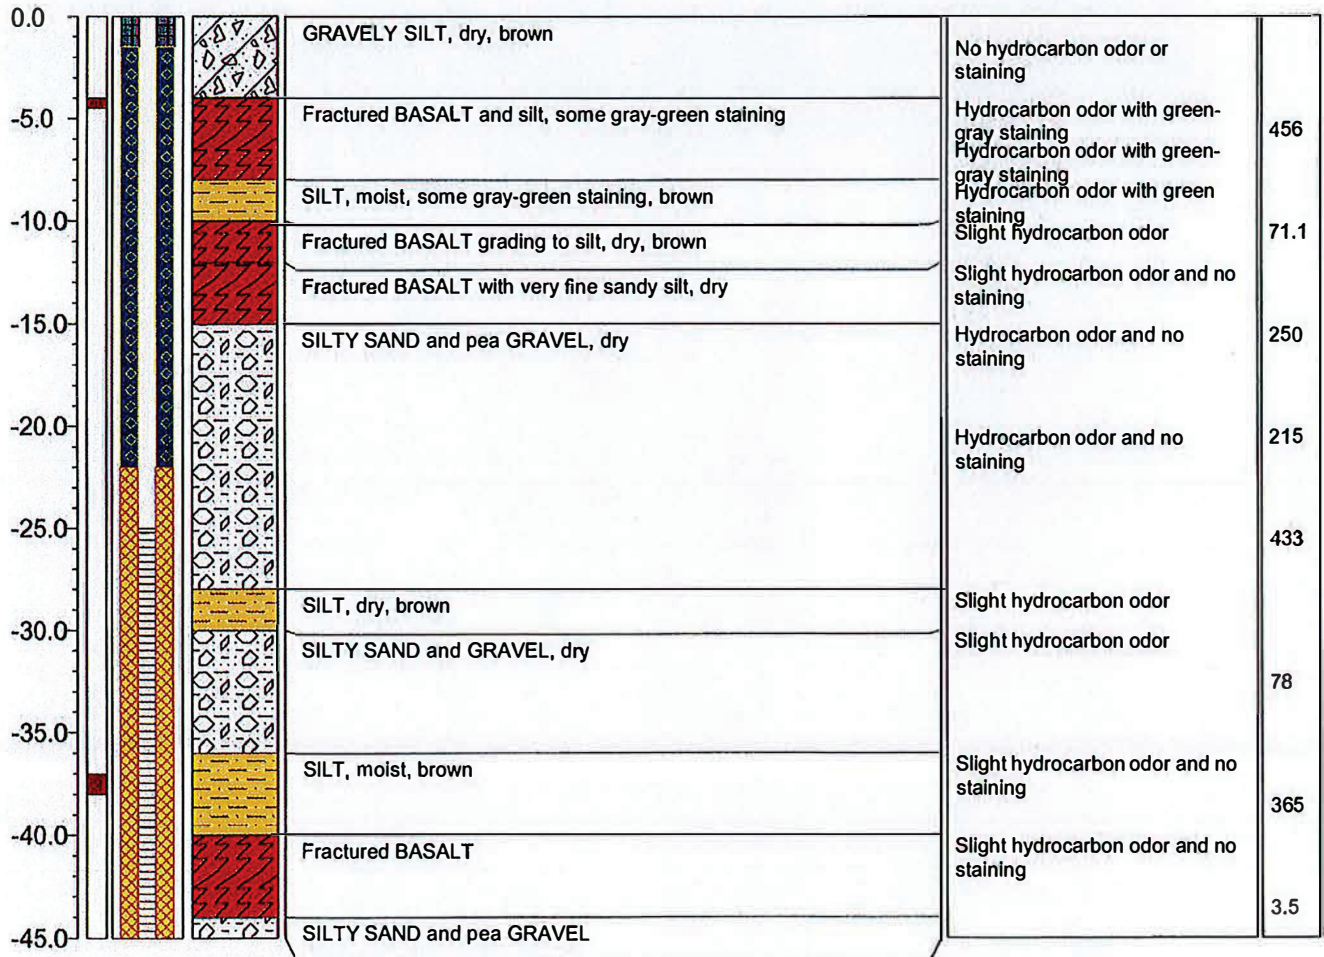 0.0
GRAVELY SILT, dry, brown
No hydrocarbon odor or
staining
-5.0
Fractured BASALT and silt, some gray-green staining
Hydrocarbon odor with green-
gray staining
456
Hydrocarbon odor with green-
gray staining
SILT, moist, some gray-green staining, brown
Hydrocarbon odor with green
staining
-10.0
Fractured BASALT grading to silt, dry, brown
Slight hydrocarbon odor
71.1
Fractured BASALT with very fine sandy silt, dry
Slight hydrocarbon odor and no
staining
-15.0
SILTY SAND and pea GRAVEL, dry
Hydrocarbon odor and no
staining
250
-20.0
Hydrocarbon odor and no
staining
215
-25.0
433
SILT, dry, brown
Slight hydrocarbon odor
-30.0
SILTY SAND and GRAVEL, dry
Slight hydrocarbon odor
78
-35.0
SILT, moist, brown
Slight hydrocarbon odor and no
staining
365
-40.0
Fractured BASALT
Slight hydrocarbon odor and no
staining
3.5
-45.0
SILTY SAND and pea GRAVEL